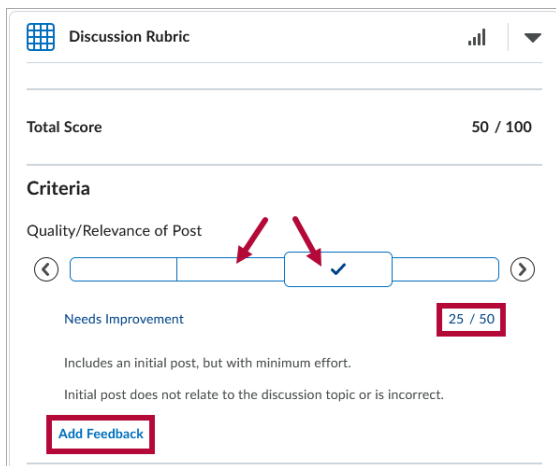 Discussion Rubric
Total Score 50 / 100
Criteria
Quality/Relevance of Post
Needs Improvement 25 / 50
Includes an initial post, but with minimum effort.
Initial post does not relate to the discussion topic or is incorrect.
Add Feedback